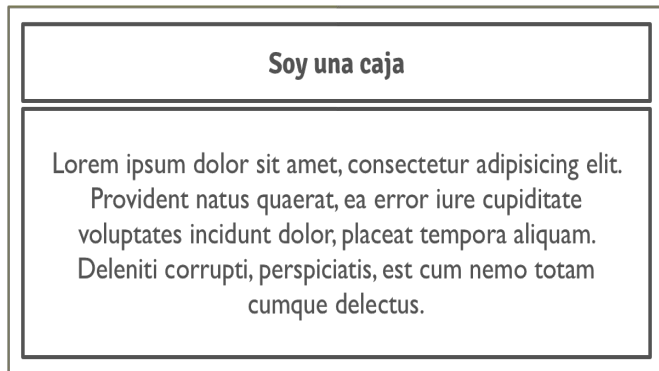 Soy una caja
Lorem ipsum dolor sit amet, consectetur adipisicing elit.
Provident natus quaerat, ea error iure cupiditate
voluptates incidunt dolor, placeat tempora aliquam.
Deleniti corrupti, perspiciatis, est cum nemo totam
cumque delectus.